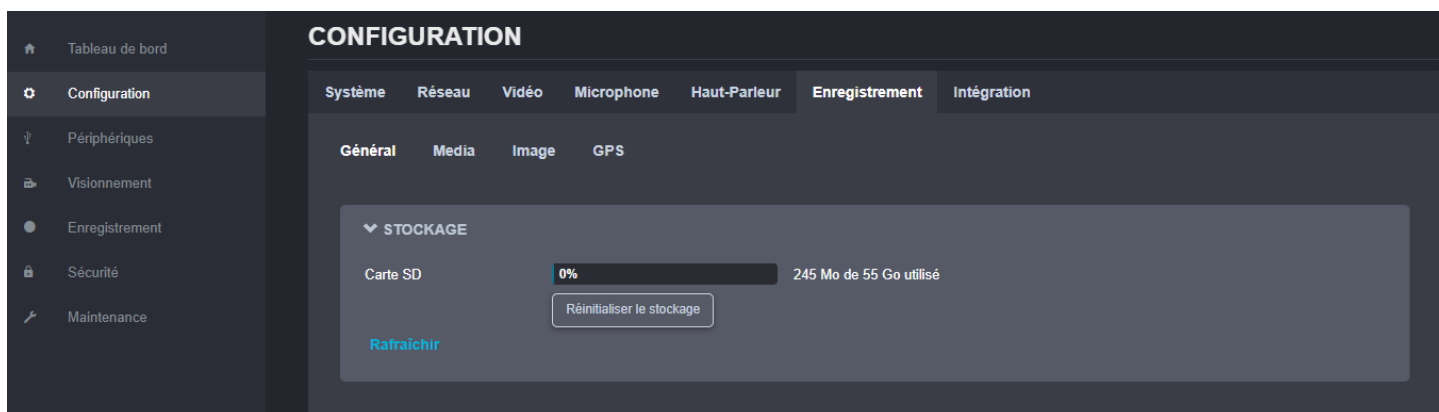 CONFIGURATION
Tableau de bord
Configuration
Périphériques
Visionnement
Enregistrement
Sécurité
Maintenance
Système Réseau Vidéo Microphone Haut-Parleur Enregistrement Intégration
Général Media Image GPS
STOCKAGE
Carte SD 0% 245 Mo de 55 Go utilisé
Réinitialiser le stockage
Rafraîchir